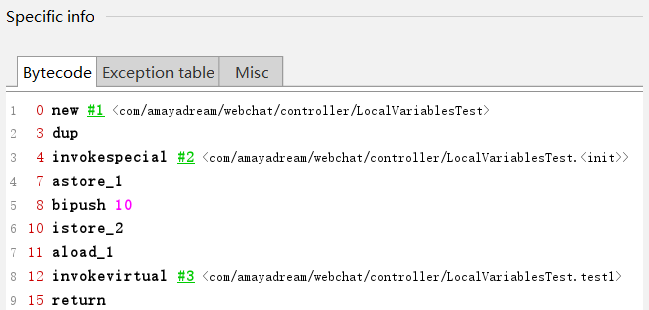 Specific info
Bytecode Exception table Misc
1 0 new #1 <com/amayadream/webchat/controller/LocalVariablesTest>
2 3 dup
3 4 invokespecial #2 <com/amayadream/webchat/controller/LocalVariablesTest.<init>>
4 7 astore_1
5 8 bipush 10
6 10 istore_2
7 11 aload_1
8 12 invokevirtual #3 <com/amayadream/webchat/controller/LocalVariablesTest.test1>
9 15 return